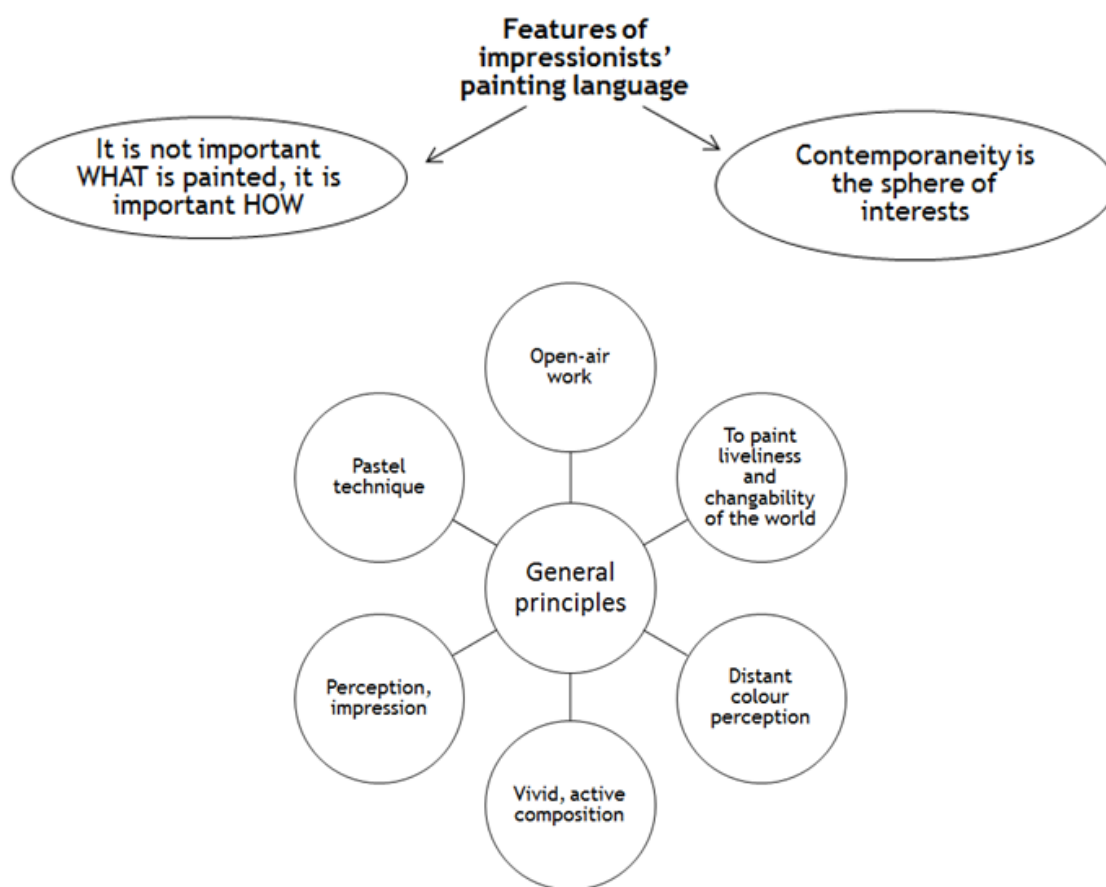 Features of
impressionists’
painting language
It is not important
WHAT is painted, it is
important HOW
Contemporaneity is
the sphere of
interests
Open-air
work
Pastel
technique
To paint
liveliness
and
changability
of the world
General
principles
Perception,
impression
Distant
colour
perception
Vivid, active
composition